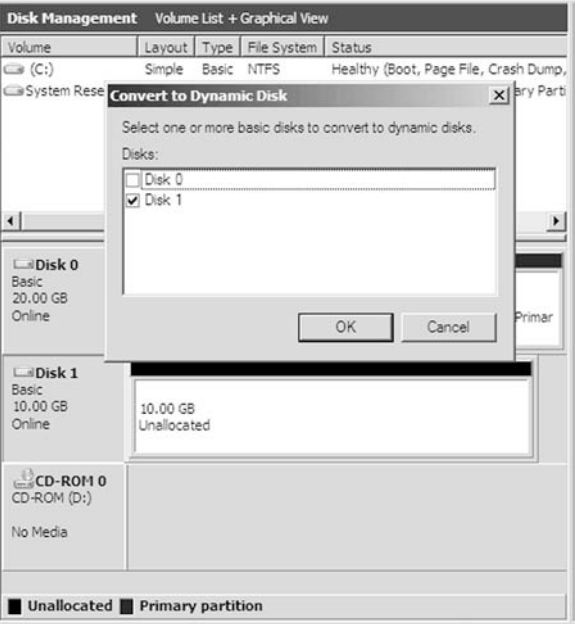 Disk Management Volume List + Graphical View
Volume Layout Type File System Status
(C:) Simple Basic NTFS Healthy (Boot, Page File, Crash Dump,
System Rese ary Parti
Convert to Dynamic Disk
Select one or more basic disks to convert to dynamic disks.
Disks:
Disk 0
Disk 1
OK Cancel
Disk 0
Basic
20.00 GB
Online
Primar
Disk 1
Basic
10.00 GB
Online
10.00 GB
Unallocated
CD-ROM 0
CD-ROM (D:)
No Media
Unallocated Primary partition